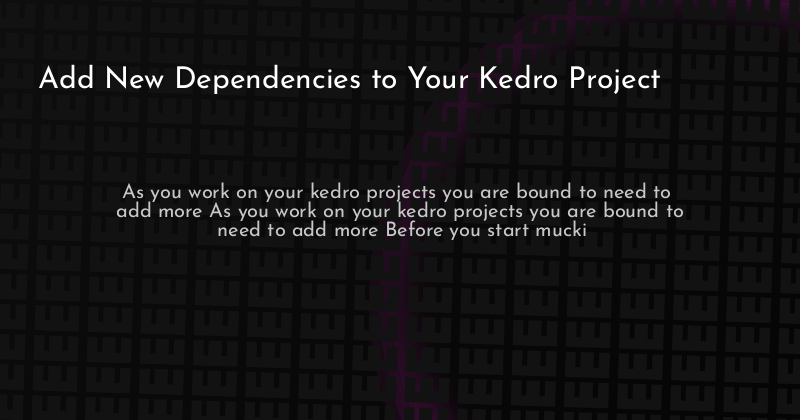 Add New Dependencies to Your Kedro Project
As you work on your kedro projects you are bound to need to
add more As you work on your kedro projects you are bound to
need to add more Before you start mucki